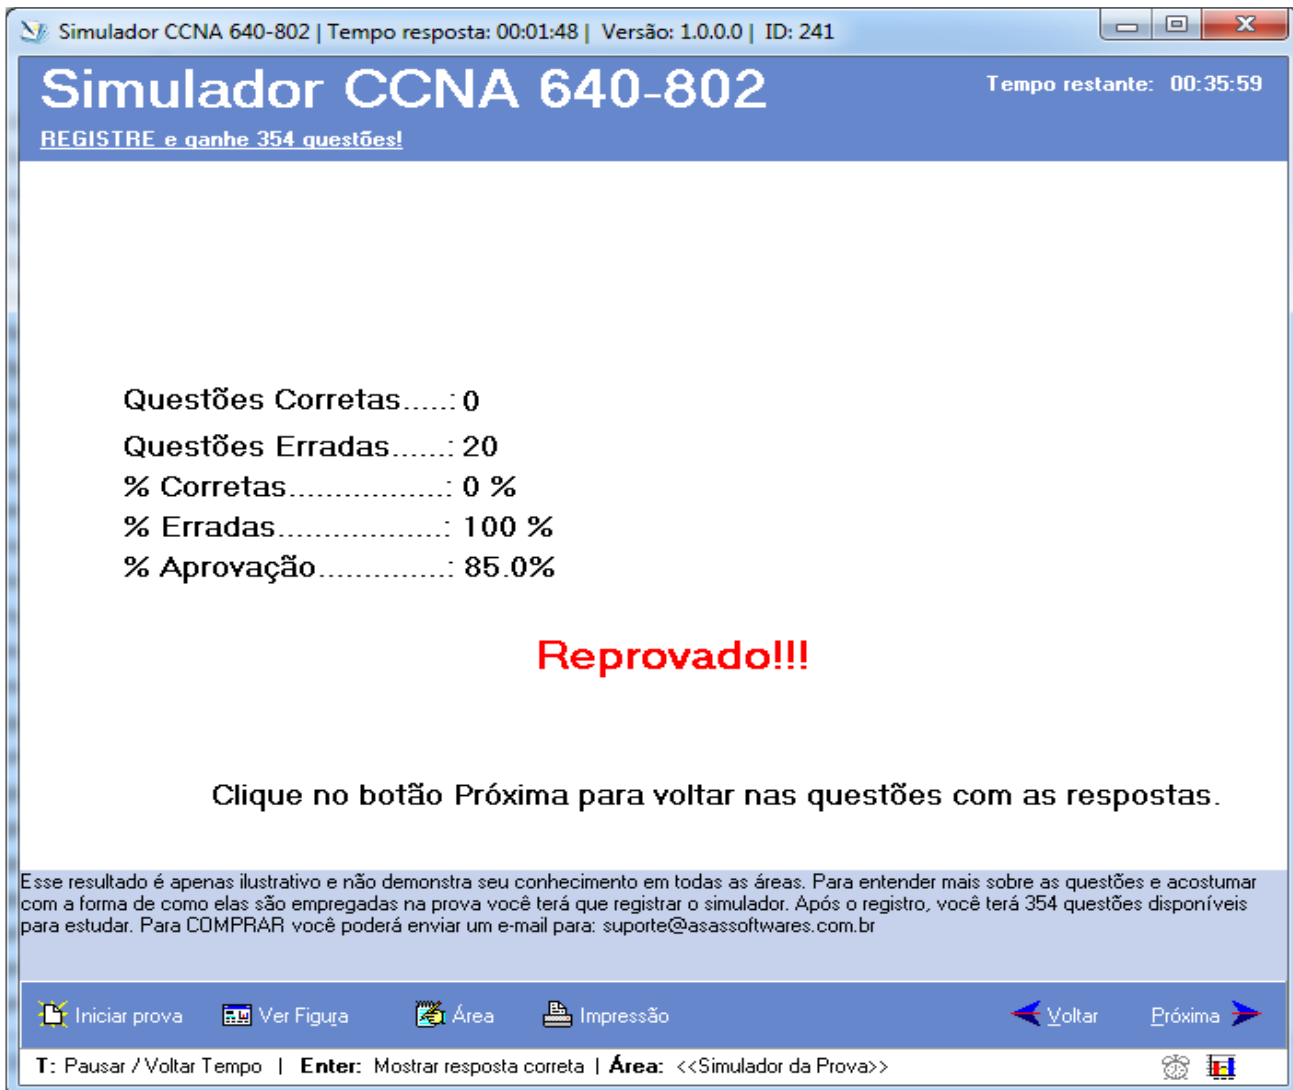 Simulador CCNA 640-802 | Tempo resposta: 00:01:48 | Versão: 1.0.0.0 | ID: 241
Simulador CCNA 640-802
Tempo restante: 00:35:59
REGISTRE e ganhe 354 questões!
Questões Corretas.....: 0
Questões Erradas......: 20
% Corretas.................: 0 %
% Erradas..................: 100 %
% Aprovação..............: 85.0%
Reprovado!!!
Clique no botão Próxima para voltar nas questões com as respostas.
Esse resultado é apenas ilustrativo e não demonstra seu conhecimento em todas as áreas. Para entender mais sobre as questões e acostumar
com a forma de como elas são empregadas na prova você terá que registrar o simulador. Após o registro, você terá 354 questões disponíveis
para estudar. Para COMPRAR você poderá enviar um e-mail para: suporte@asassoftwares.com.br
Iniciar prova Ver Figura Área Impressão Voltar Próxima
T: Pausar / Voltar Tempo | Enter: Mostrar resposta correta | Área: <<Simulador da Prova>>